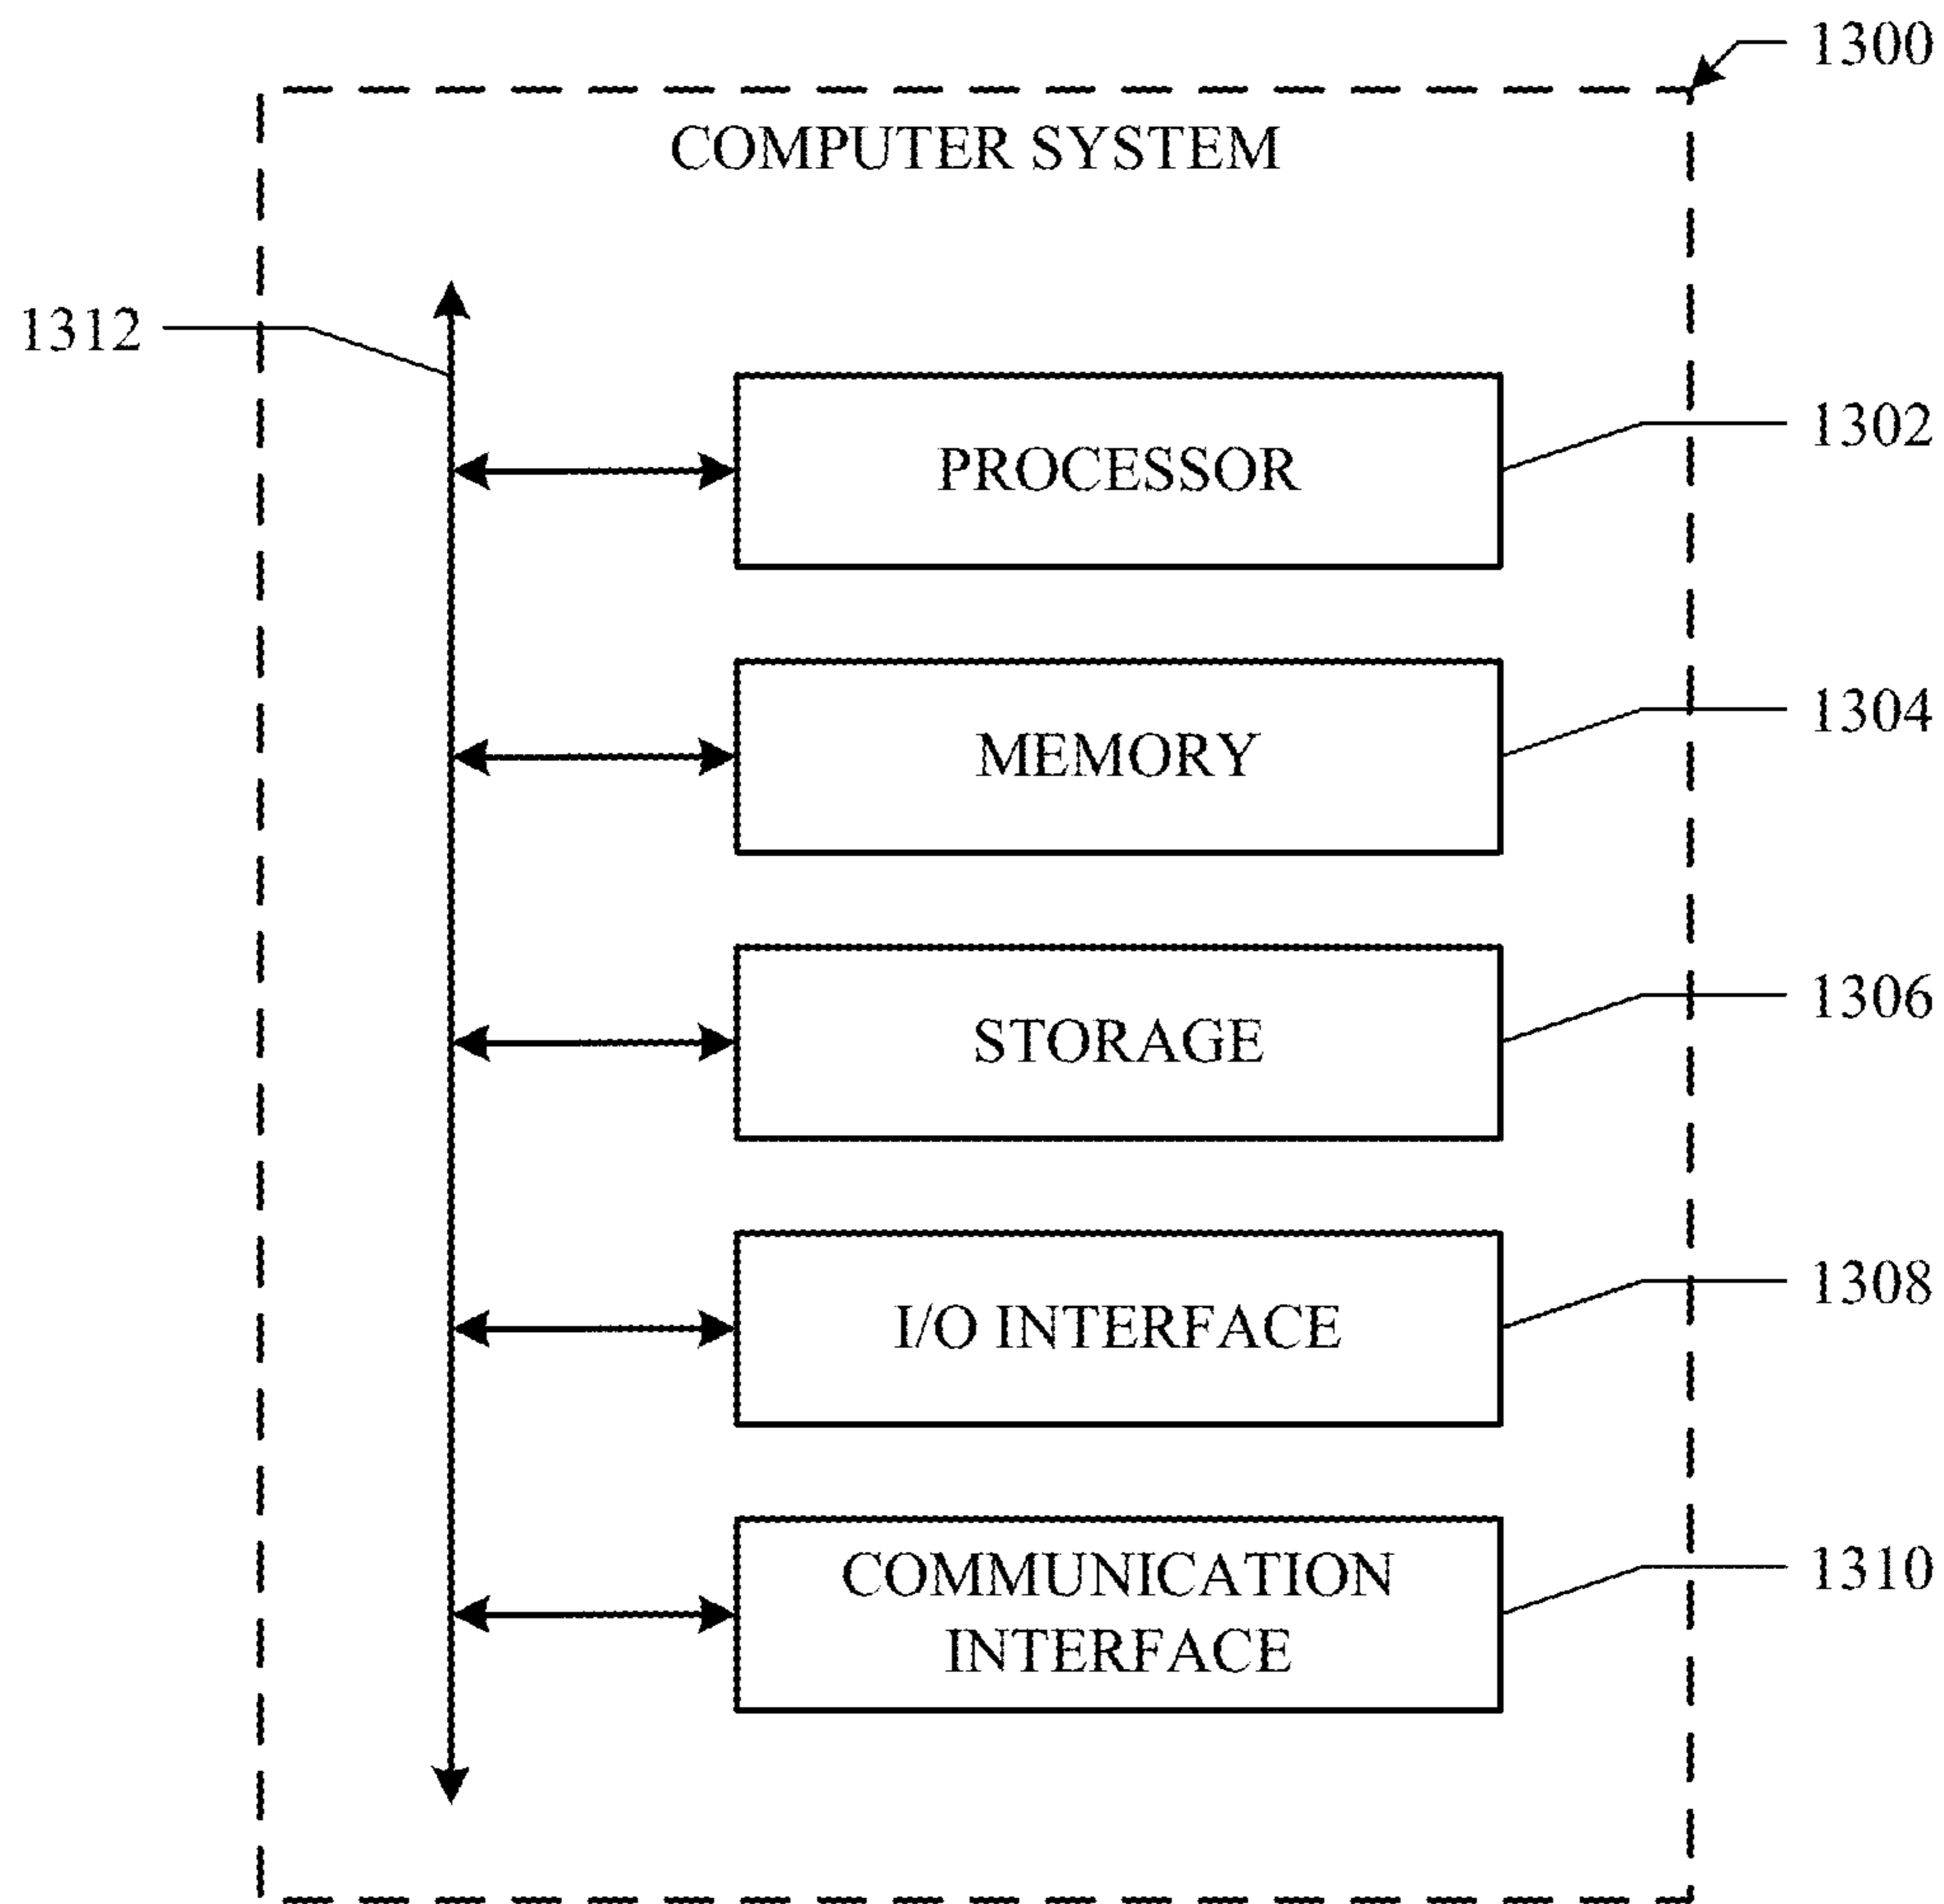 1300
COMPUTER SYSTEM
1312
1302
PROCESSOR
1304
MEMORY
1306
STORAGE
1308
I/O INTERFACE
1310
COMMUNICATION
INTERFACE